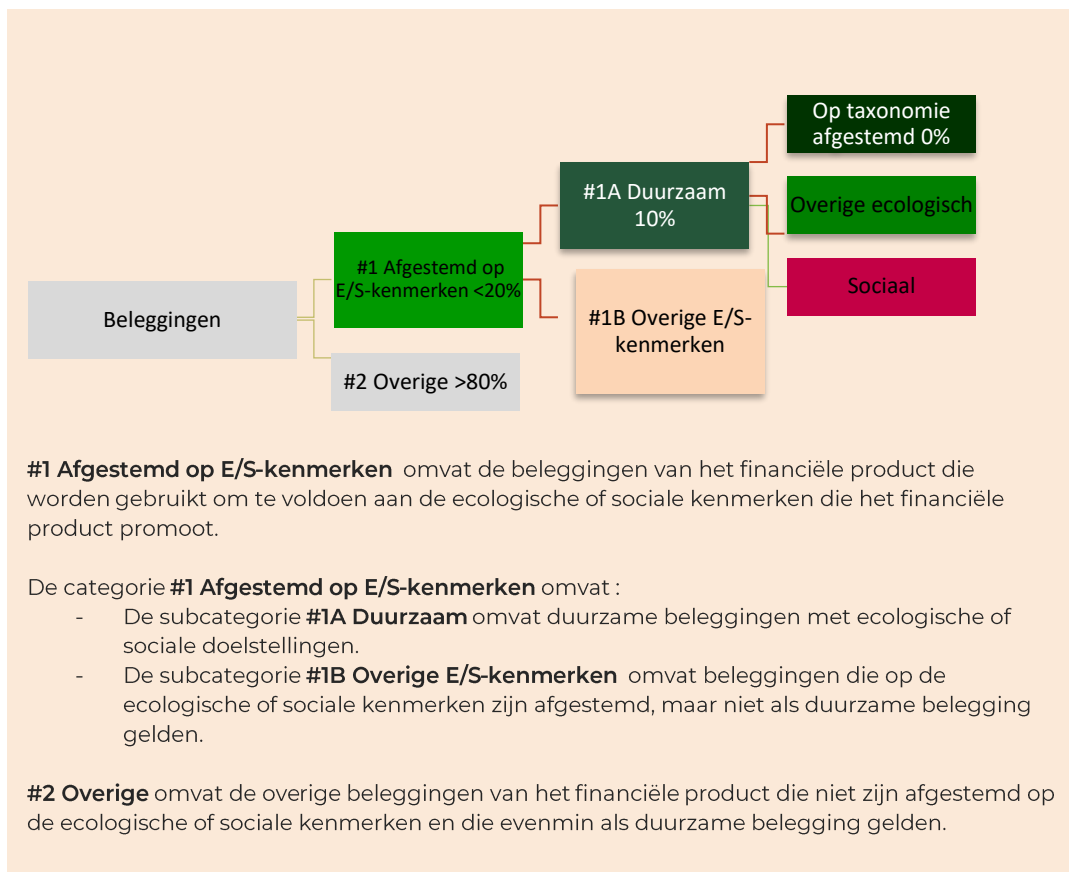 Op taxonomie
afgestemd 0%
#1A Duurzaam
10%
Overige ecologisch
#1 Afgestemd op
E/S-kenmerken <20%
Sociaal
Beleggingen
#1B Overige E/S-
kenmerken
#2 Overige >80%
#1 Afgestemd op E/S-kenmerken omvat de beleggingen van het financiële product die
worden gebruikt om te voldoen aan de ecologische of sociale kenmerken die het financiële
product promoot.
De categorie #1 Afgestemd op E/S-kenmerken omvat :
- De subcategorie #1A Duurzaam omvat duurzame beleggingen met ecologische of
sociale doelstellingen.
- De subcategorie #1B Overige E/S-kenmerken omvat beleggingen die op de
ecologische of sociale kenmerken zijn afgestemd, maar niet als duurzame belegging
gelden.
#2 Overige omvat de overige beleggingen van het financiële product die niet zijn afgestemd op
de ecologische of sociale kenmerken en die evenmin als duurzame belegging gelden.